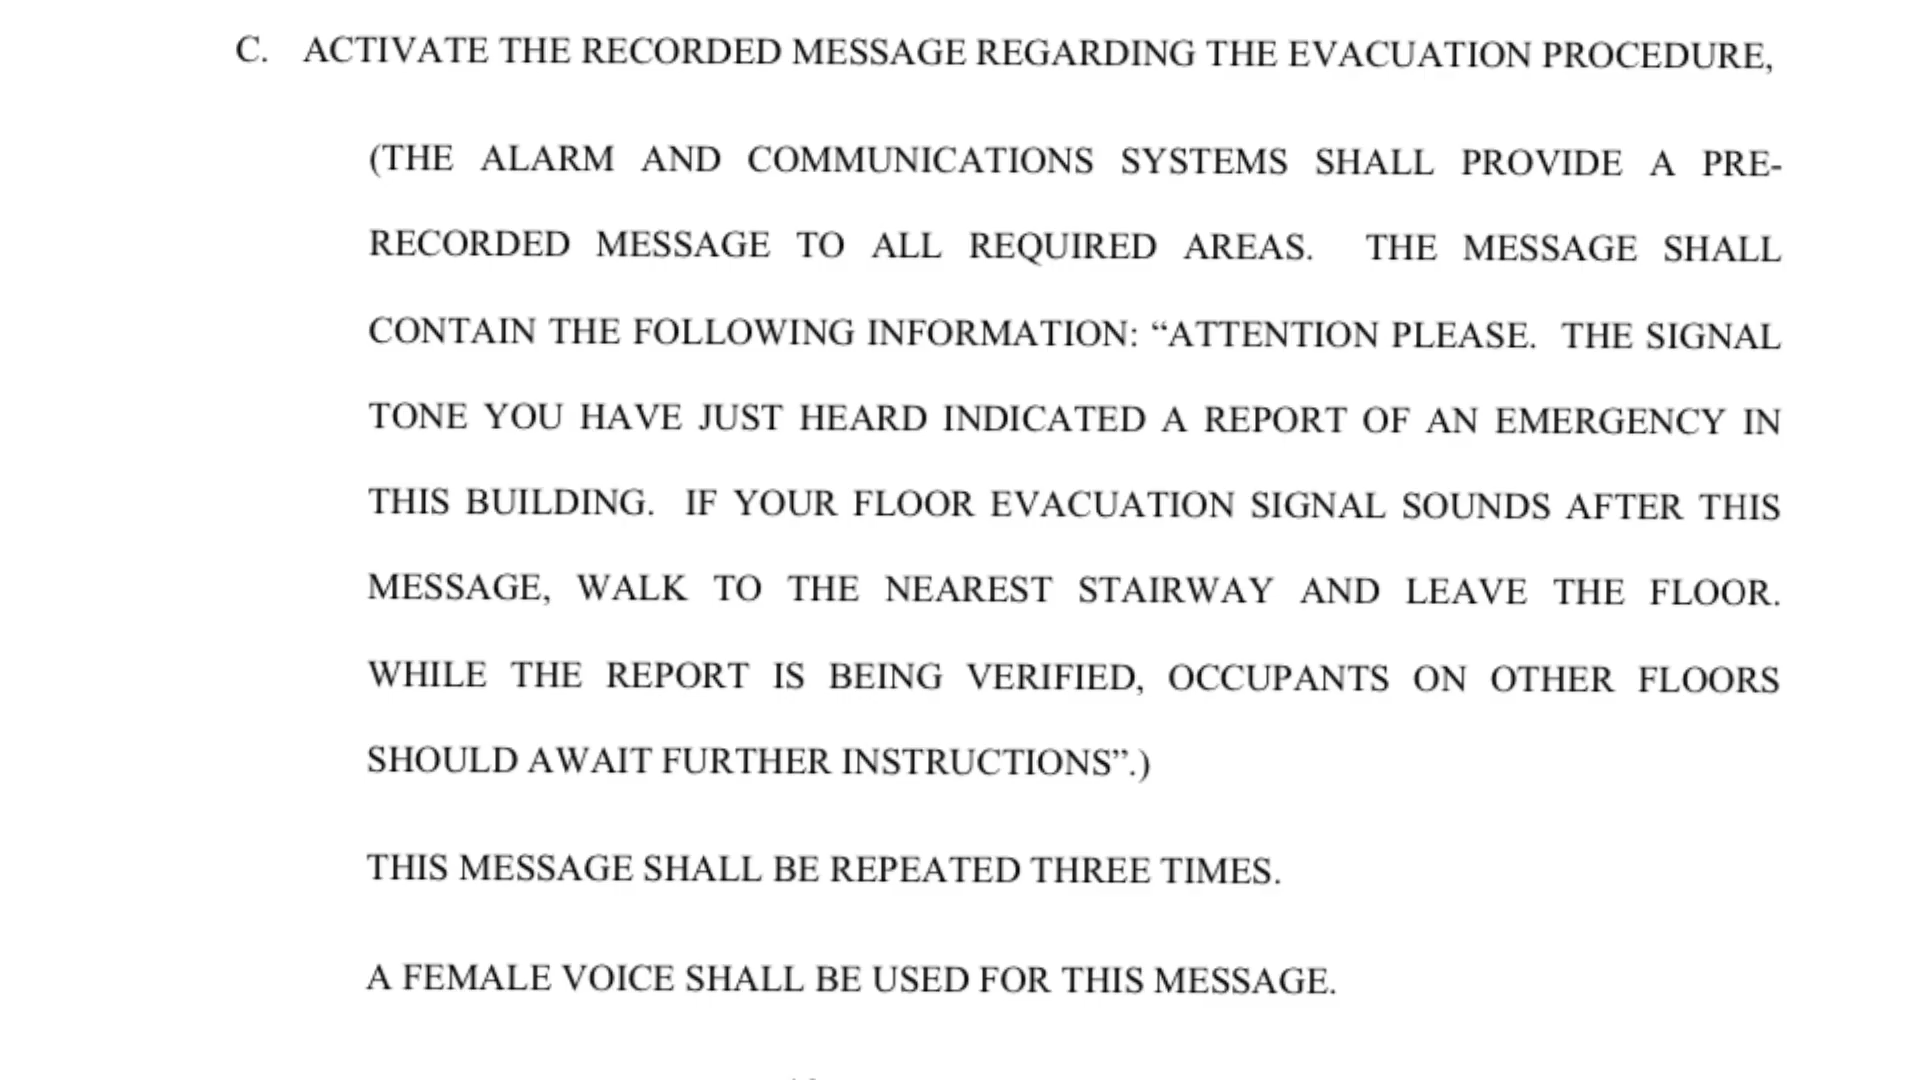 C. ACTIVATE THE RECORDED MESSAGE REGARDING THE EVACUATION PROCEDURE,
(THE ALARM AND COMMUNICATIONS SYSTEMS SHALL PROVIDE A PRE-
RECORDED MESSAGE TO ALL REQUIRED AREAS. THE MESSAGE SHALL
CONTAIN THE FOLLOWING INFORMATION: “ATTENTION PLEASE. THE SIGNAL
TONE YOU HAVE JUST HEARD INDICATED A REPORT OF AN EMERGENCY IN
THIS BUILDING. IF YOUR FLOOR EVACUATION SIGNAL SOUNDS AFTER THIS
MESSAGE, WALK TO THE NEAREST STAIRWAY AND LEAVE THE FLOOR.
WHILE THE REPORT IS BEING VERIFIED, OCCUPANTS ON OTHER FLOORS
SHOULD AWAIT FURTHER INSTRUCTIONS”.)
THIS MESSAGE SHALL BE REPEATED THREE TIMES.
A FEMALE VOICE SHALL BE USED FOR THIS MESSAGE.